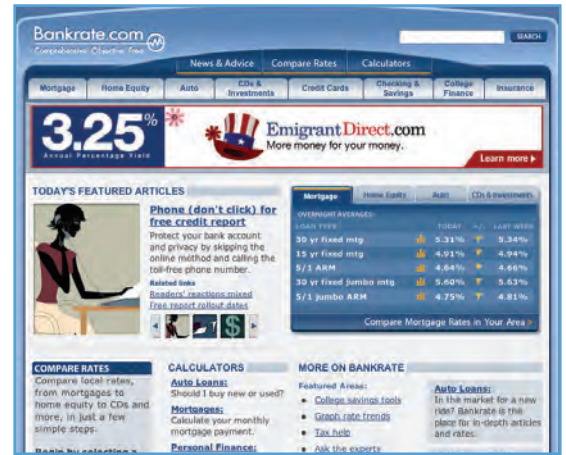 Bankrate.com
Comprehensive. Objective. Free.
SEARCH
News & Advice Compare Rates Calculators
Mortgage Home Equity Auto CDs & Investments Credit Cards Checking & Savings College Finance Insurance
3.25%
Annual Percentage Yield
EmigrantDirect.com
More money for your money.
Learn more
TODAY'S FEATURED ARTICLES
Phone (don't click) for
free credit report
Protect your bank account
and privacy by skipping the
online method and calling the
toll-free phone number.
Related links
Readers' reactions mixed
Free report rollout dates
Mortgage Home Equity Auto CDs & Investments
OVERNIGHT AVERAGES:
LOAN TYPE TODAY +/- LAST WEEK
30 yr fixed mtg 5.31% 5.34%
15 yr fixed mtg 4.91% 4.94%
5/1 ARM 4.64% 4.66%
30 yr fixed jumbo mtg 5.60% 5.63%
5/1 jumbo ARM 4.75% 4.81%
Compare Mortgage Rates in Your Area >
COMPARE RATES
Compare local rates,
from mortgages to
home equity to CDs and
more, in just a few
simple steps.
Begin by selecting a
CALCULATORS
Auto Loans:
Should I buy new or used?
Mortgages:
Calculate your monthly
mortgage payment.
Personal Finance:
MORE ON BANKRATE
Featured Areas:
• College savings tools
• Graph rate trends
• Tax help
• Ask the experts
Auto Loans:
In the market for a new
ride? Bankrate is the
place for in-depth articles
and rates.